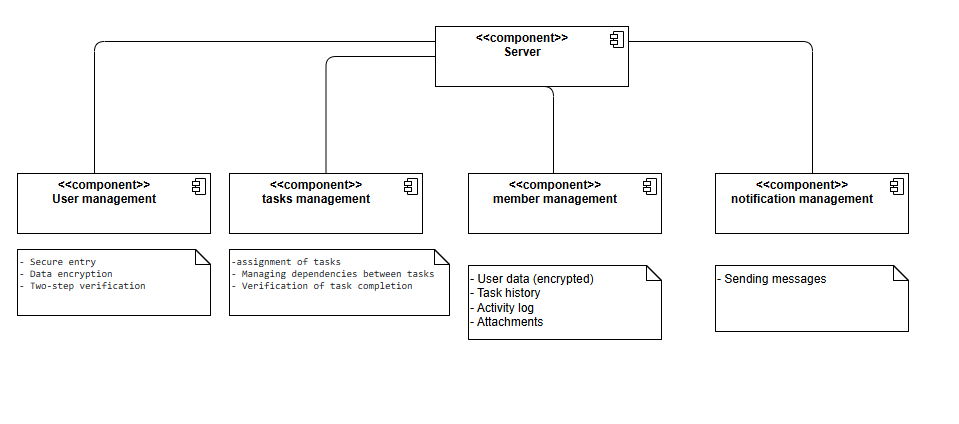 <<component>>
Server
<<component>>
User management
<<component>>
tasks management
<<component>>
member management
<<component>>
notification management
- Secure entry
- Data encryption
- Two-step verification
-assignment of tasks
- Managing dependencies between tasks
- Verification of task completion
- User data (encrypted)
- Task history
- Activity log
- Attachments
- Sending messages